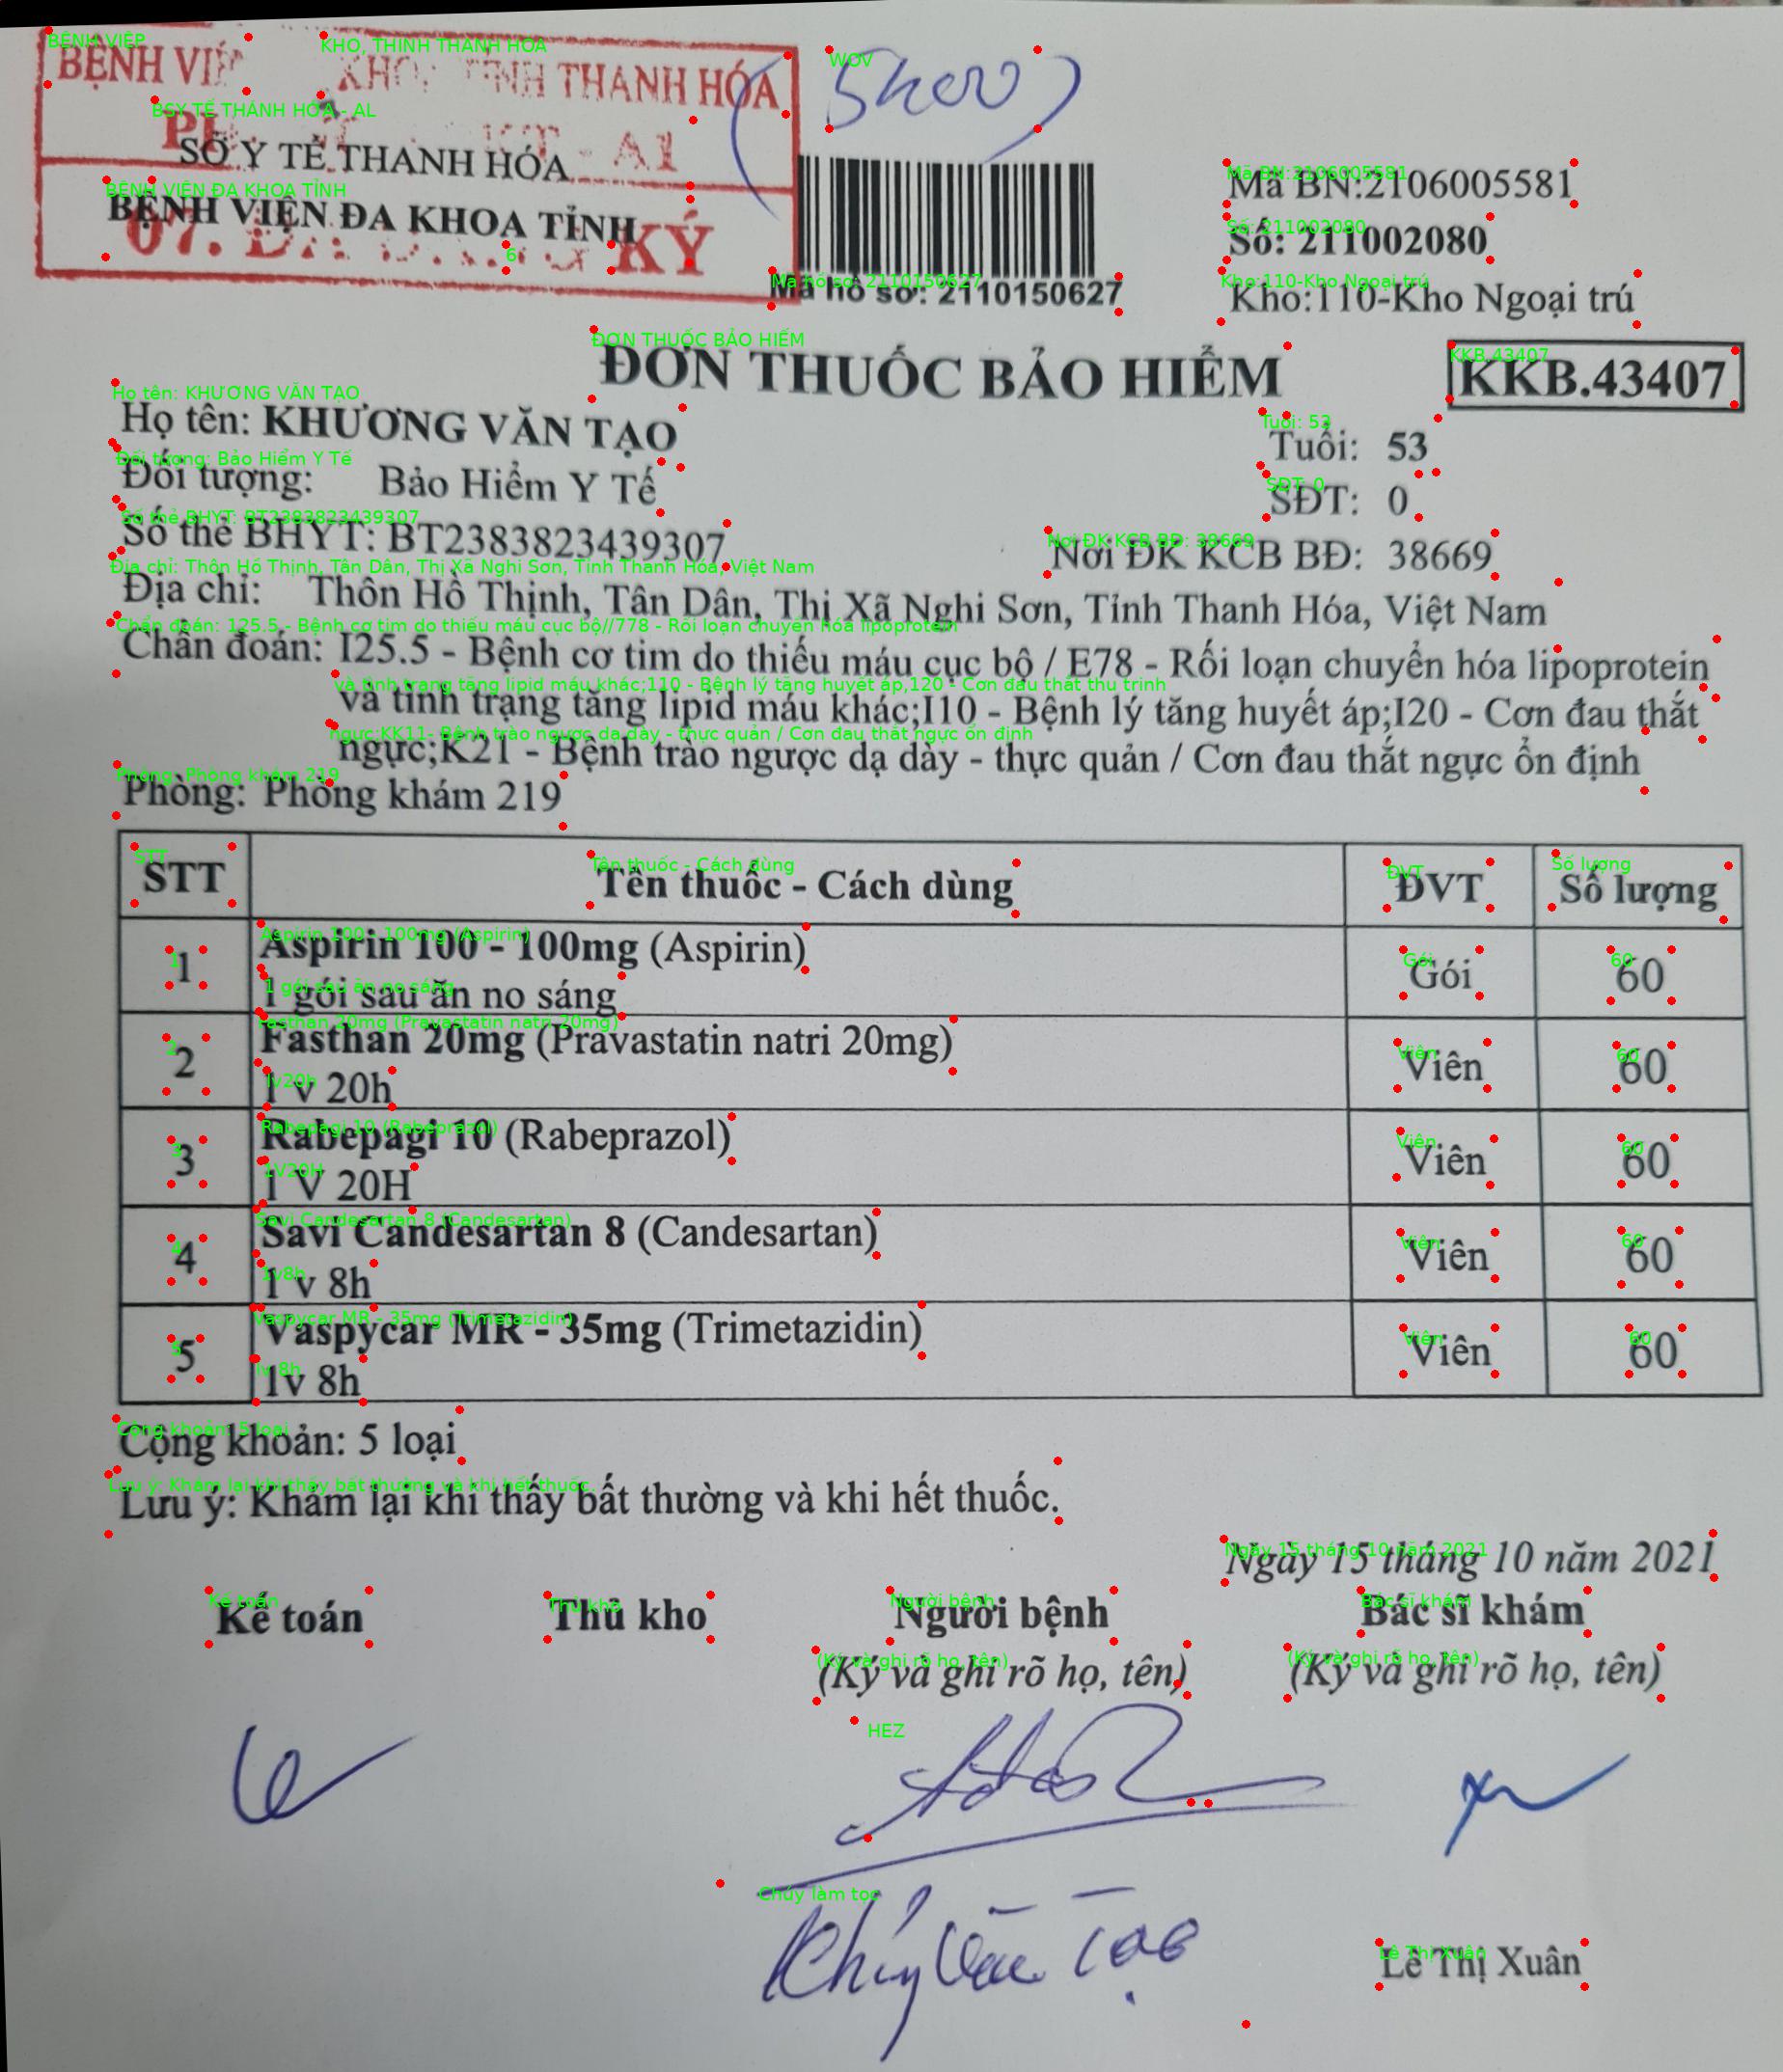 BỆNH VIỆ KHO TỈNH THANH HÓA
A1
SỞ Y TẾ THANH HÓA
BỆNH VIỆN ĐA KHOA TỈNH
07. KÝ
Mã hồ sơ: 2110150627
Mã BN:2106005581
Số: 211002080
Kho:110-Kho Ngoại trú
ĐƠN THUỐC BẢO HIỂM
KKB.43407
Họ tên: KHƯƠNG VĂN TẠO
Tuổi: 53
Đối tượng: Bảo Hiểm Y Tế
SĐT: 0
Số thẻ BHYT: BT2383823439307
Nơi ĐK KCB BĐ: 38669
Địa chỉ: Thôn Hồ Thịnh, Tân Dân, Thị Xã Nghi Sơn, Tỉnh Thanh Hóa, Việt Nam
Chẩn đoán: I25.5 - Bệnh cơ tim do thiếu máu cục bộ / E78 - Rối loạn chuyển hóa lipoprotein
và tình trạng tăng lipid máu khác;I10 - Bệnh lý tăng huyết áp;I20 - Cơn đau thắt
ngực;K21 - Bệnh trào ngược dạ dày - thực quản / Cơn đau thắt ngực ổn định
Phòng: Phòng khám 219
STT Tên thuốc - Cách dùng ĐVT Số lượng
1 Aspirin 100 - 100mg (Aspirin) Gói 60
1 gói sau ăn no sáng
2 Fasthan 20mg (Pravastatin natri 20mg) Viên 60
1 v 20h
3 Rabepagi 10 (Rabeprazol) Viên 60
1 V 20H
4 Savi Candesartan 8 (Candesartan) Viên 60
1 v 8h
5 Vaspycar MR - 35mg (Trimetazidin) Viên 60
1v 8h
Cộng khoản: 5 loại
Lưu ý: Khám lại khi thấy bất thường và khi hết thuốc.
Ngày 15 tháng 10 năm 2021
Kế toán Thủ kho Người bệnh Bác sĩ khám
(Ký và ghi rõ họ, tên) (Ký và ghi rõ họ, tên)
Lê Thị Xuân